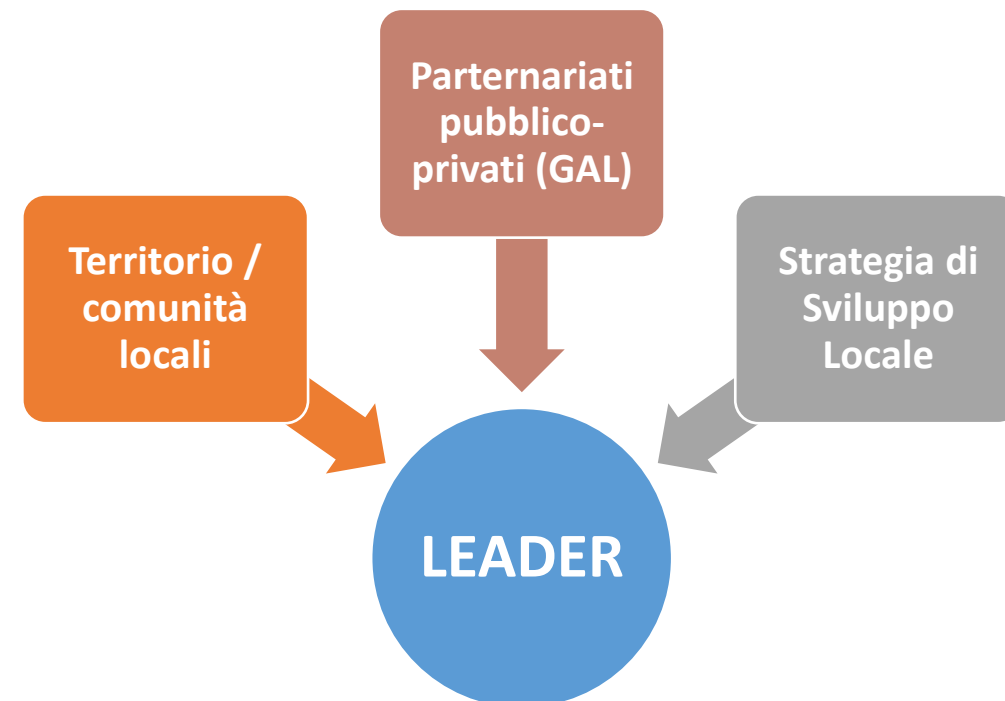 Parternariati
pubblico-
privati (GAL)
Territorio /
comunità
locali
Strategia di
Sviluppo
Locale
LEADER